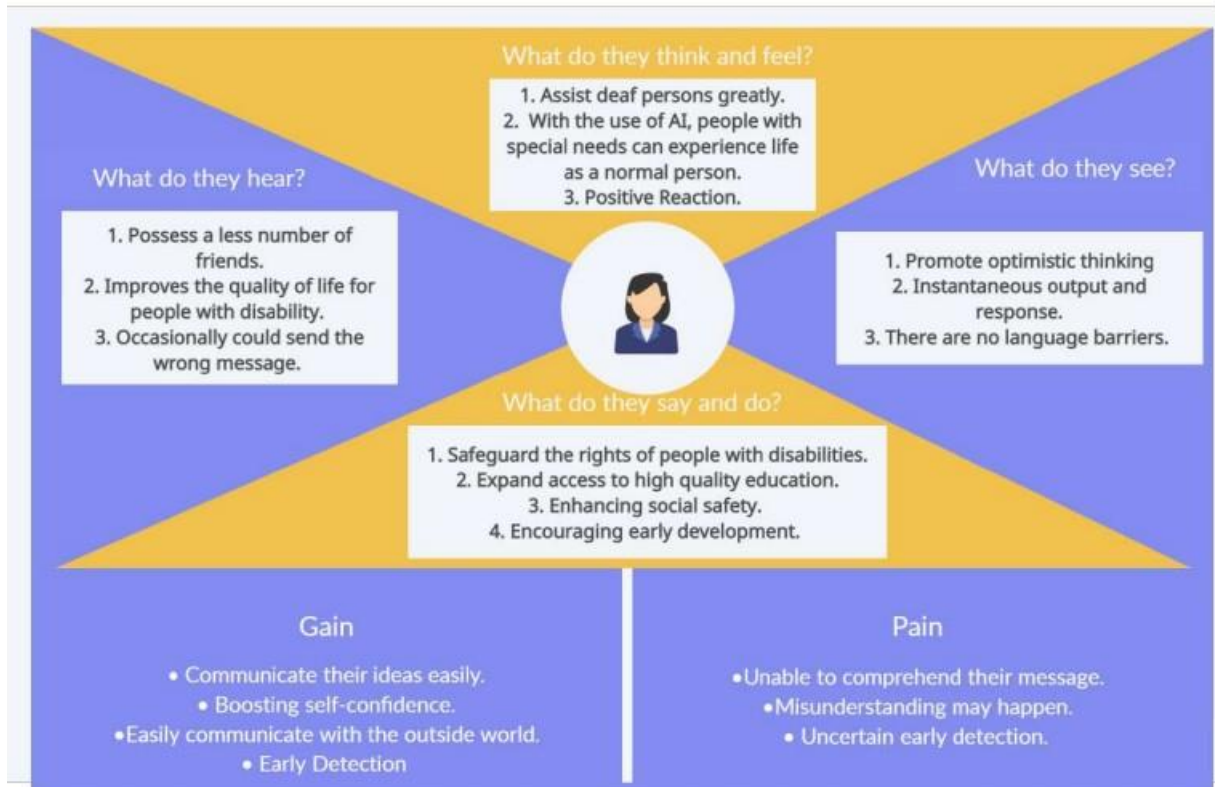 What do they think and feel?
1. Assist deaf persons greatly.
2. With the use of AI, people with
special needs can experience life
as a normal person.
3. Positive Reaction.
What do they hear?
1. Possess a less number of
friends.
2. Improves the quality of life for
people with disability.
3. Occasionally could send the
wrong message.
What do they see?
1. Promote optimistic thinking
2. Instantaneous output and
response.
3. There are no language barriers.
What do they say and do?
1. Safeguard the rights of people with disabilities.
2. Expand access to high quality education.
3. Enhancing social safety.
4. Encouraging early development.
Gain
• Communicate their ideas easily.
• Boosting self-confidence.
•Easily communicate with the outside world.
• Early Detection
Pain
•Unable to comprehend their message.
•Misunderstanding may happen.
• Uncertain early detection.